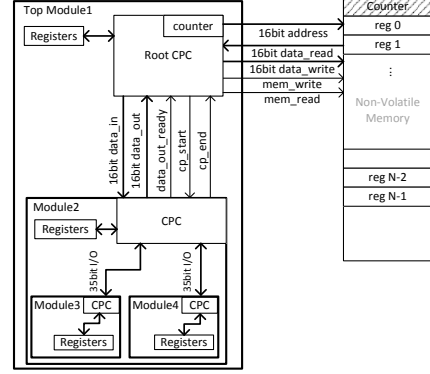 Top Module1
counter
Registers
Root CPC
16bit address
16bit data_read
16bit data_write
mem_write
mem_read
Counter
reg 0
reg 1
⋮
Non-Volatile
Memory
reg N-2
reg N-1
16bit data_in
16bit data_out
data_out_ready
cp_start
cp_end
Module2
CPC
Registers
35bit I/O
35bit I/O
Module3
CPC
Registers
Module4
CPC
Registers